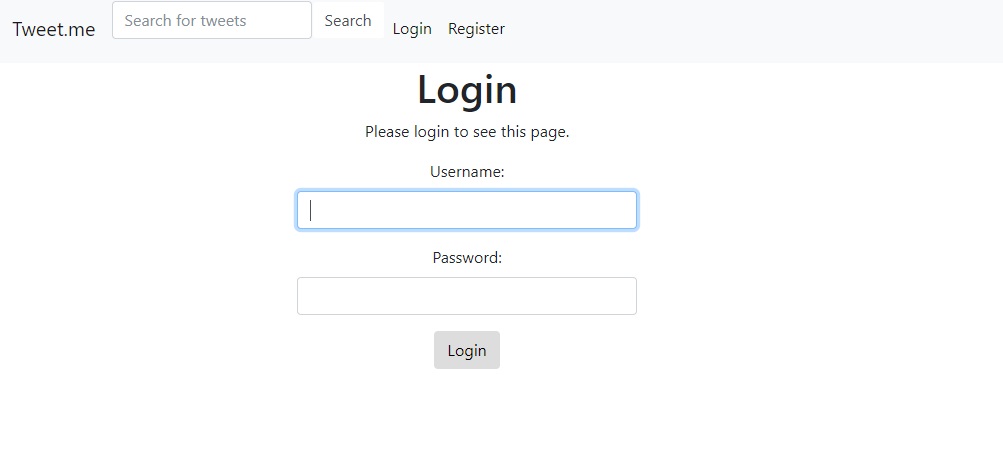 Tweet.me Search for tweets Search Login Register
Login
Please login to see this page.
Username:
Password:
Login